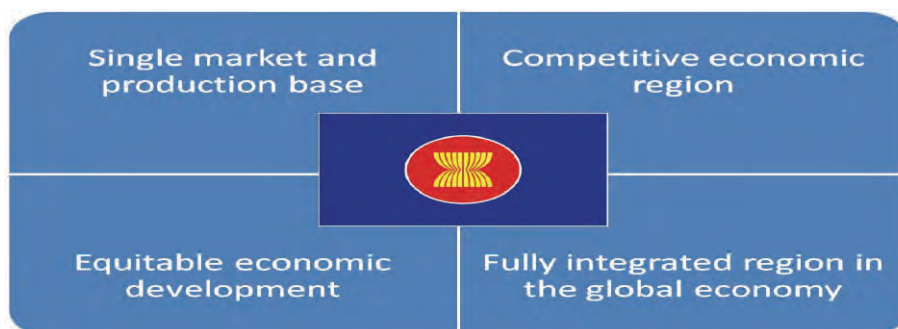 Single market and
production base
Competitive economic
region
Equitable economic
development
Fully integrated region in
the global economy